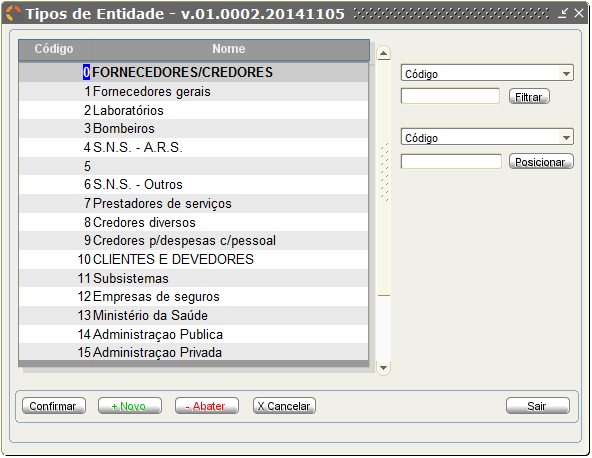 Tipos de Entidade - v.01.0002.20141105
Código Nome
0 FORNECEDORES/CREDORES
1 Fornecedores gerais
2 Laboratórios
3 Bombeiros
4 S.N.S. - A.R.S.
5
6 S.N.S. - Outros
7 Prestadores de serviços
8 Credores diversos
9 Credores p/despesas c/pessoal
10 CLIENTES E DEVEDORES
11 Subsistemas
12 Empresas de seguros
13 Ministério da Saúde
14 Administraçao Publica
15 Administraçao Privada
Código
Filtrar
Código
Posicionar
Confirmar + Novo - Abater X Cancelar Sair